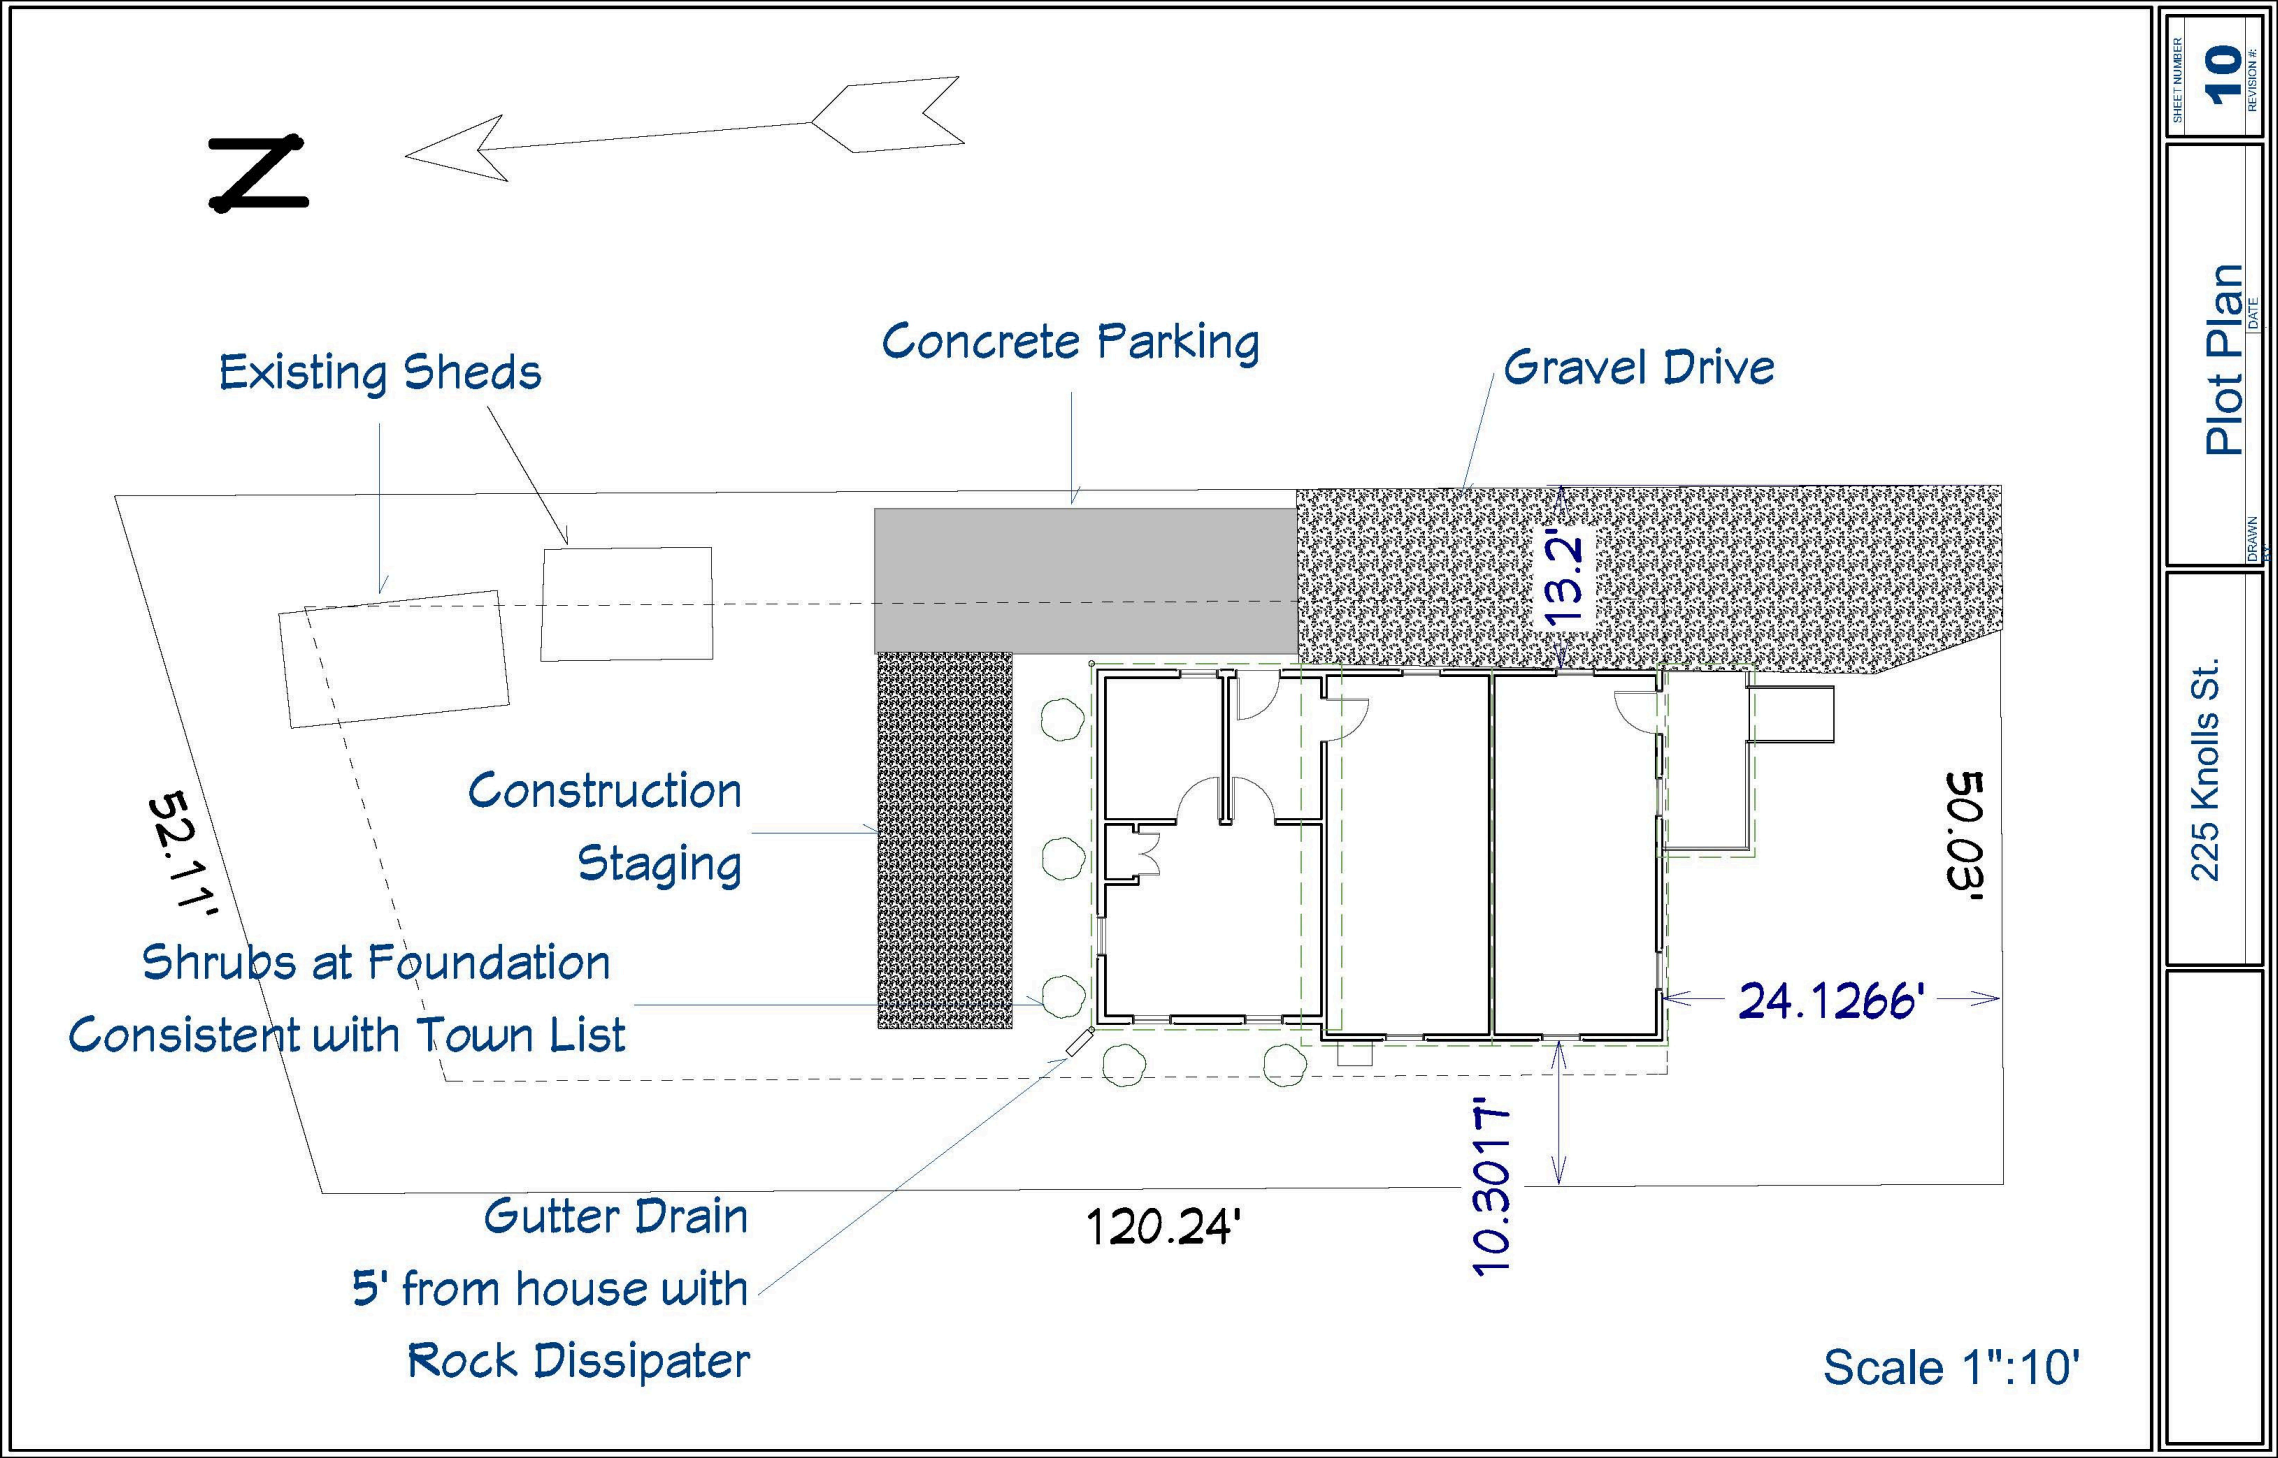 N
Existing Sheds
Concrete Parking
Gravel Drive
13.2'
Construction
Staging
52.11'
50.03'
24.1266'
Shrubs at Foundation
Consistent with Town List
10.3017'
Gutter Drain
5' from house with
Rock Dissipater
120.24'
Scale 1":10'
SHEET NUMBER
10
REVISION #:
Plot Plan
DRAWN BY:
DATE
225 Knolls St.